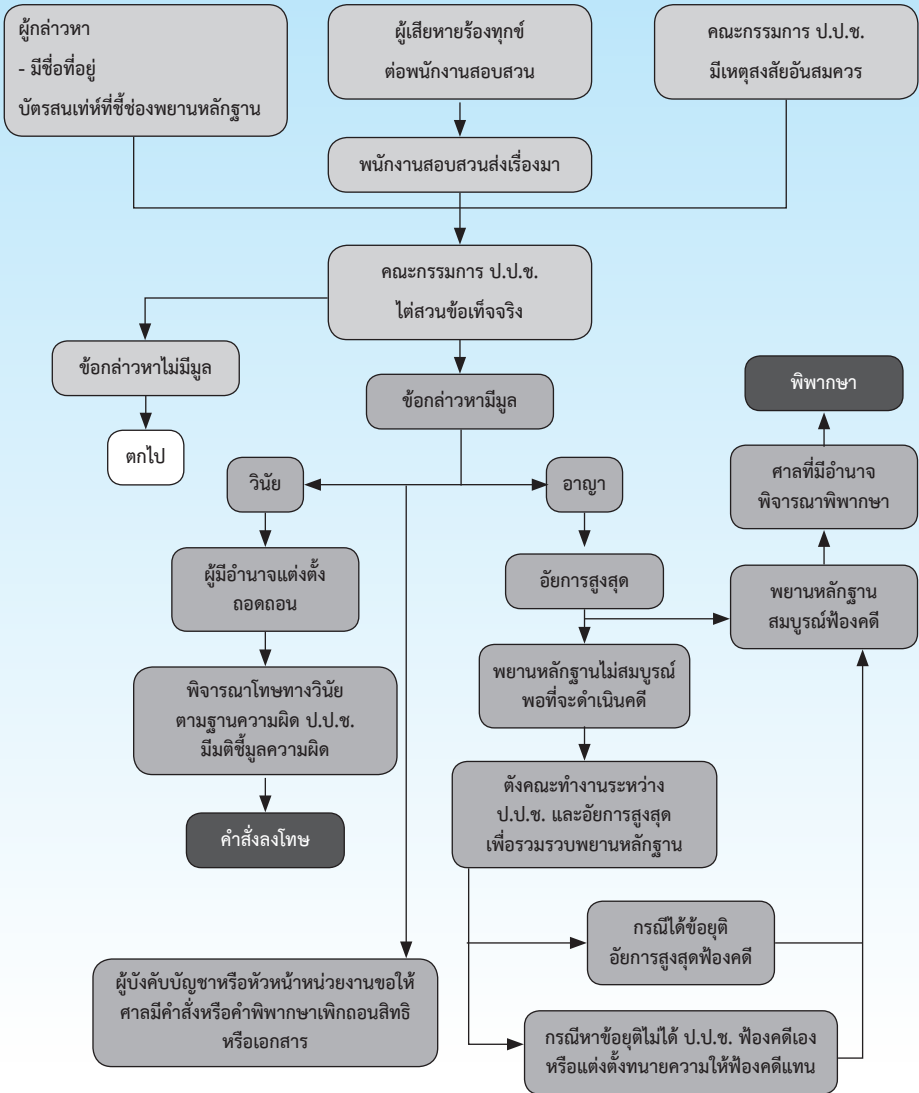 ผู้กล่าวหา
- มีชื่อที่อยู่
บัตรสนเท่ห์ที่ชี้ช่องพยานหลักฐาน
ผู้เสียหายร้องทุกข์
ต่อพนักงานสอบสวน
คณะกรรมการ ป.ป.ช.
มีเหตุสงสัยอันสมควร
พนักงานสอบสวนส่งเรื่องมา
คณะกรรมการ ป.ป.ช.
ไต่สวนข้อเท็จจริง
ข้อกล่าวหาไม่มีมูล
ตกไป
ข้อกล่าวหามีมูล
วินัย
ผู้มีอำนาจแต่งตั้ง
ถอดถอน
พิจารณาโทษทางวินัย
ตามฐานความผิด ป.ป.ช.
มีมติชี้มูลความผิด
คำสั่งลงโทษ
ผู้บังคับบัญชาหรือหัวหน้าหน่วยงานขอให้
ศาลมีคำสั่งหรือคำพิพากษาเพิกถอนสิทธิ
หรือเอกสาร
อาญา
อัยการสูงสุด
พยานหลักฐานไม่สมบูรณ์
พอที่จะดำเนินคดี
ตังคณะทำงานระหว่าง
ป.ป.ช. และอัยการสูงสุด
เพื่อรวมรวบพยานหลักฐาน
กรณีได้ข้อยุติ
อัยการสูงสุดฟ้องคดี
กรณีหาข้อยุติไม่ได้ ป.ป.ช. ฟ้องคดีเอง
หรือแต่งตั้งทนายความให้ฟ้องคดีแทน
พยานหลักฐาน
สมบูรณ์ฟ้องคดี
ศาลที่มีอำนาจ
พิจารณาพิพากษา
พิพากษา